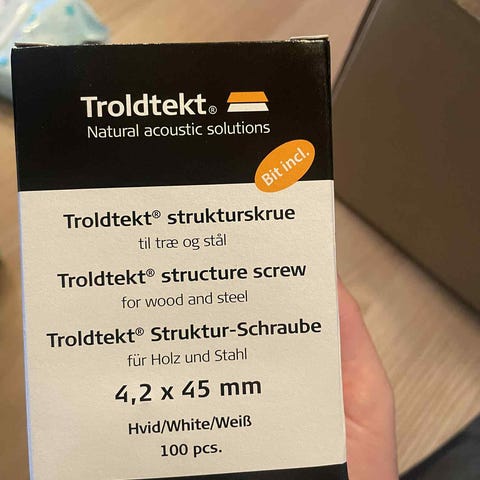 Troldtekt®
Natural acoustic solutions
Bit incl.
Troldtekt® strukturskrue
til træ og stål
Troldtekt® structure screw
for wood and steel
Troldtekt® Struktur-Schraube
für Holz und Stahl
4,2 x 45 mm
Hvid/White/Weiß
100 pcs.